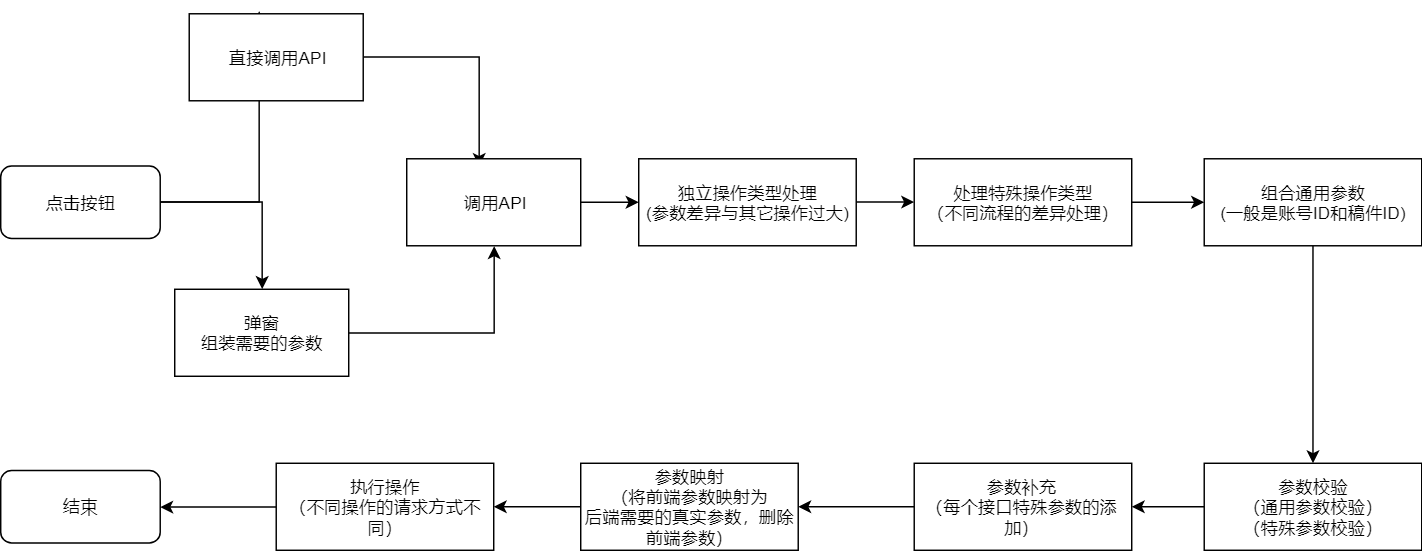 直接调用API
点击按钮
调用API
独立操作类型处理
(参数差异与其它操作过大)
处理特殊操作类型
（不同流程的差异处理）
组合通用参数
(一般是账号ID和稿件ID)
弹窗
组装需要的参数
参数校验
（通用参数校验）
（特殊参数校验）
参数补充
（每个接口特殊参数的添
加）
参数映射
（将前端参数映射为
后端需要的真实参数，删除
前端参数）
执行操作
（不同操作的请求方式不
同）
结束